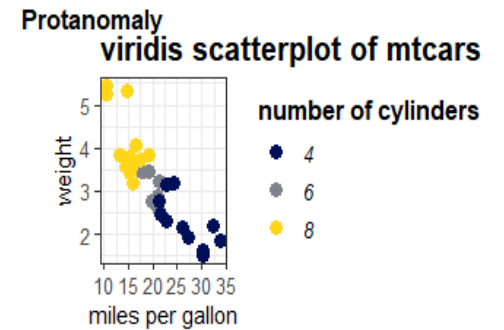 Protanomaly
viridis scatterplot of mtcars
number of cylinders
4
6
8
weight
5
4
3
2
10 15 20 25 30 35
miles per gallon